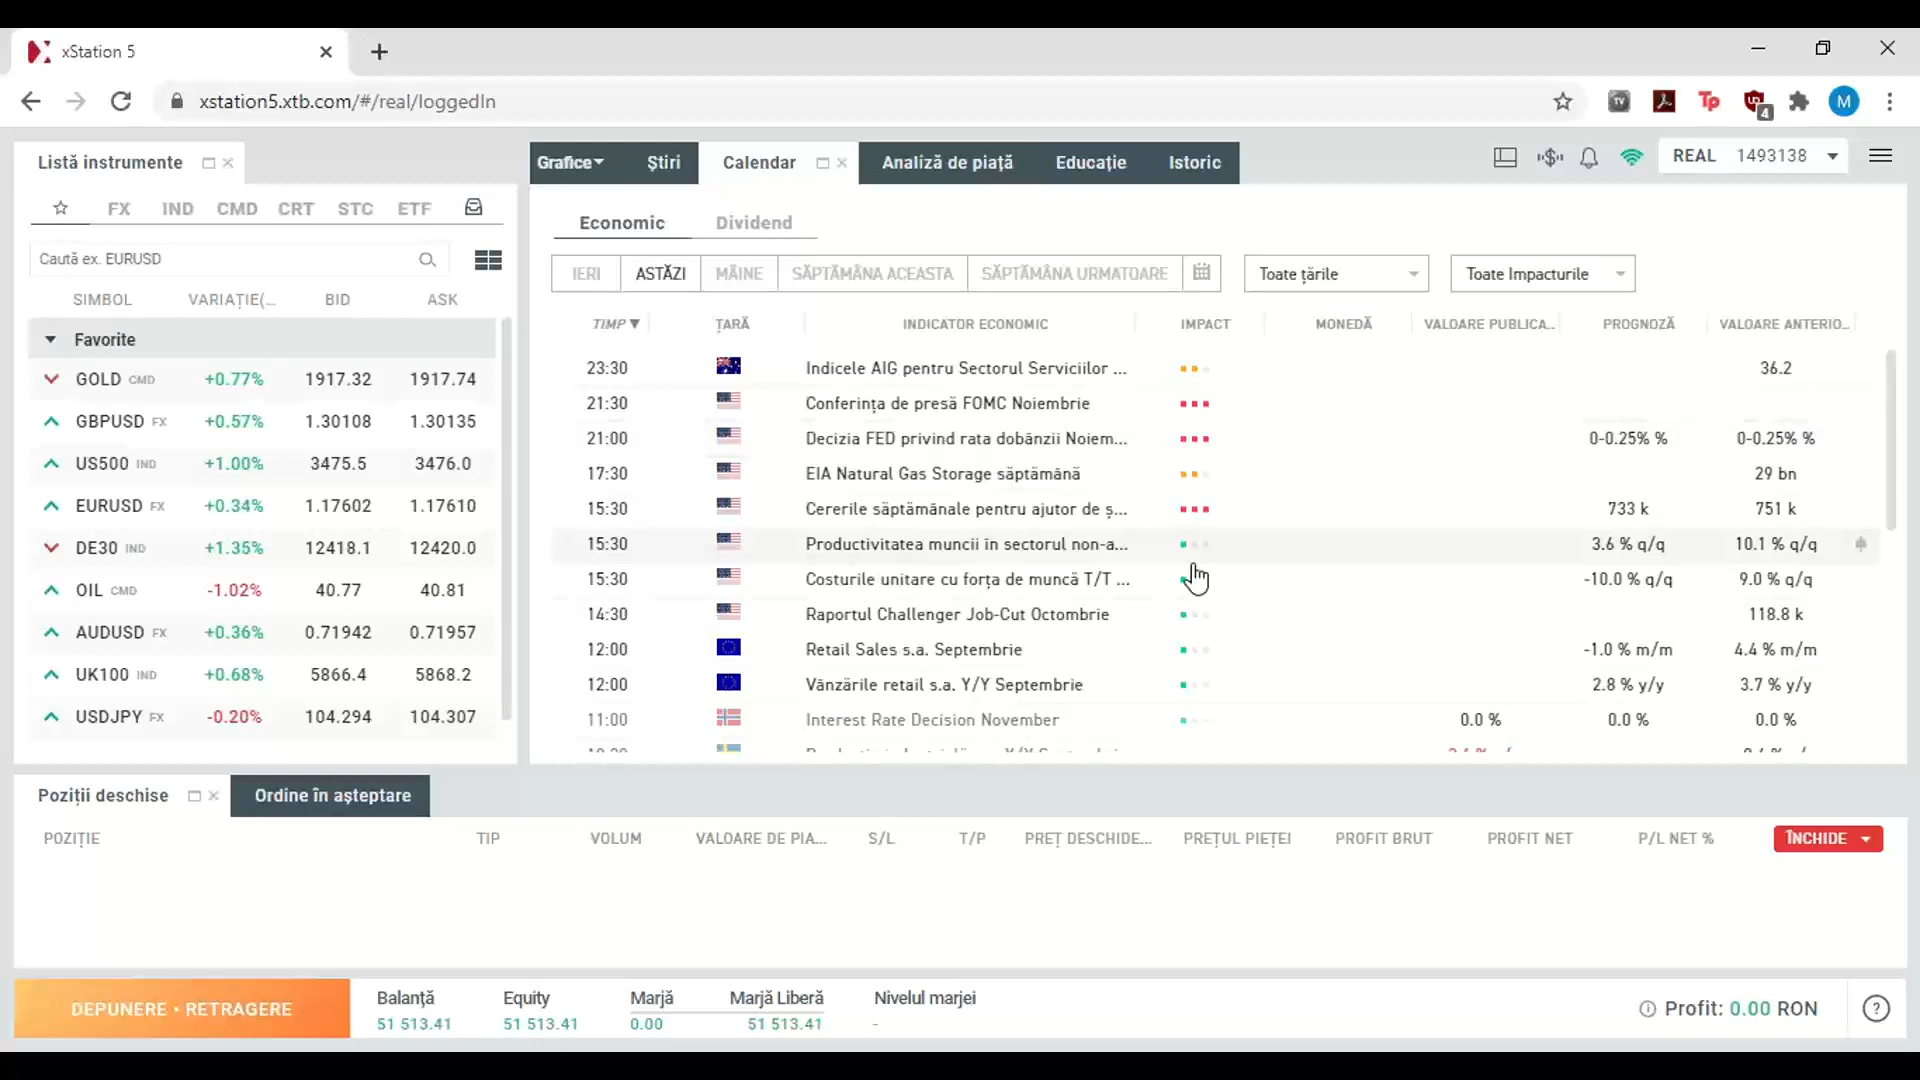 xStation 5
xstation5.xtb.com/#/real/loggedIn
4
M
Listă instrumente
Grafice
Știri
Calendar
Analiză de piață
Educație
Istoric
REAL 1493138
FX IND CMD CRT STC ETF
Economic
Dividend
Caută ex. EURUSD
IERI
ASTĂZI
MÂINE
SĂPTĂMÂNA ACEASTA
SĂPTĂMÂNA URMATOARE
Toate țările
Toate Impacturile
SIMBOL VARIAȚIE(... BID ASK
Favorite
GOLD CMD +0.77% 1917.32 1917.74
GBPUSD FX +0.57% 1.30108 1.30135
US500 IND +1.00% 3475.5 3476.0
EURUSD FX +0.34% 1.17602 1.17610
DE30 IND +1.35% 12418.1 12420.0
OIL CMD -1.02% 40.77 40.81
AUDUSD FX +0.36% 0.71942 0.71957
UK100 IND +0.68% 5866.4 5868.2
USDJPY FX -0.20% 104.294 104.307
TIMP ȚARĂ INDICATOR ECONOMIC IMPACT MONEDĂ VALOARE PUBLICA... PROGNOZĂ VALOARE ANTERIO...
23:30 Indicele AIG pentru Sectorul Serviciilor ... 36.2
21:30 Conferința de presă FOMC Noiembrie
21:00 Decizia FED privind rata dobânzii Noiem... 0-0.25% % 0-0.25% %
17:30 EIA Natural Gas Storage săptămână 29 bn
15:30 Cererile săptămânale pentru ajutor de ș... 733 k 751 k
15:30 Productivitatea muncii în sectorul non-a... 3.6 % q/q 10.1 % q/q
15:30 Costurile unitare cu forța de muncă T/T ... -10.0 % q/q 9.0 % q/q
14:30 Raportul Challenger Job-Cut Octombrie 118.8 k
12:00 Retail Sales s.a. Septembrie -1.0 % m/m 4.4 % m/m
12:00 Vânzările retail s.a. Y/Y Septembrie 2.8 % y/y 3.7 % y/y
11:00 Interest Rate Decision November 0.0 % 0.0 % 0.0 %
Poziții deschise
Ordine în așteptare
POZIȚIE TIP VOLUM VALOARE DE PIA... S/L T/P PREȚ DESCHIDE... PREȚUL PIEȚEI PROFIT BRUT PROFIT NET P/L NET % ÎNCHIDE
DEPUNERE • RETRAGERE
Balanță Equity Marjă Marjă Liberă Nivelul marjei
51 513.41 51 513.41 0.00 51 513.41 -
Profit: 0.00 RON